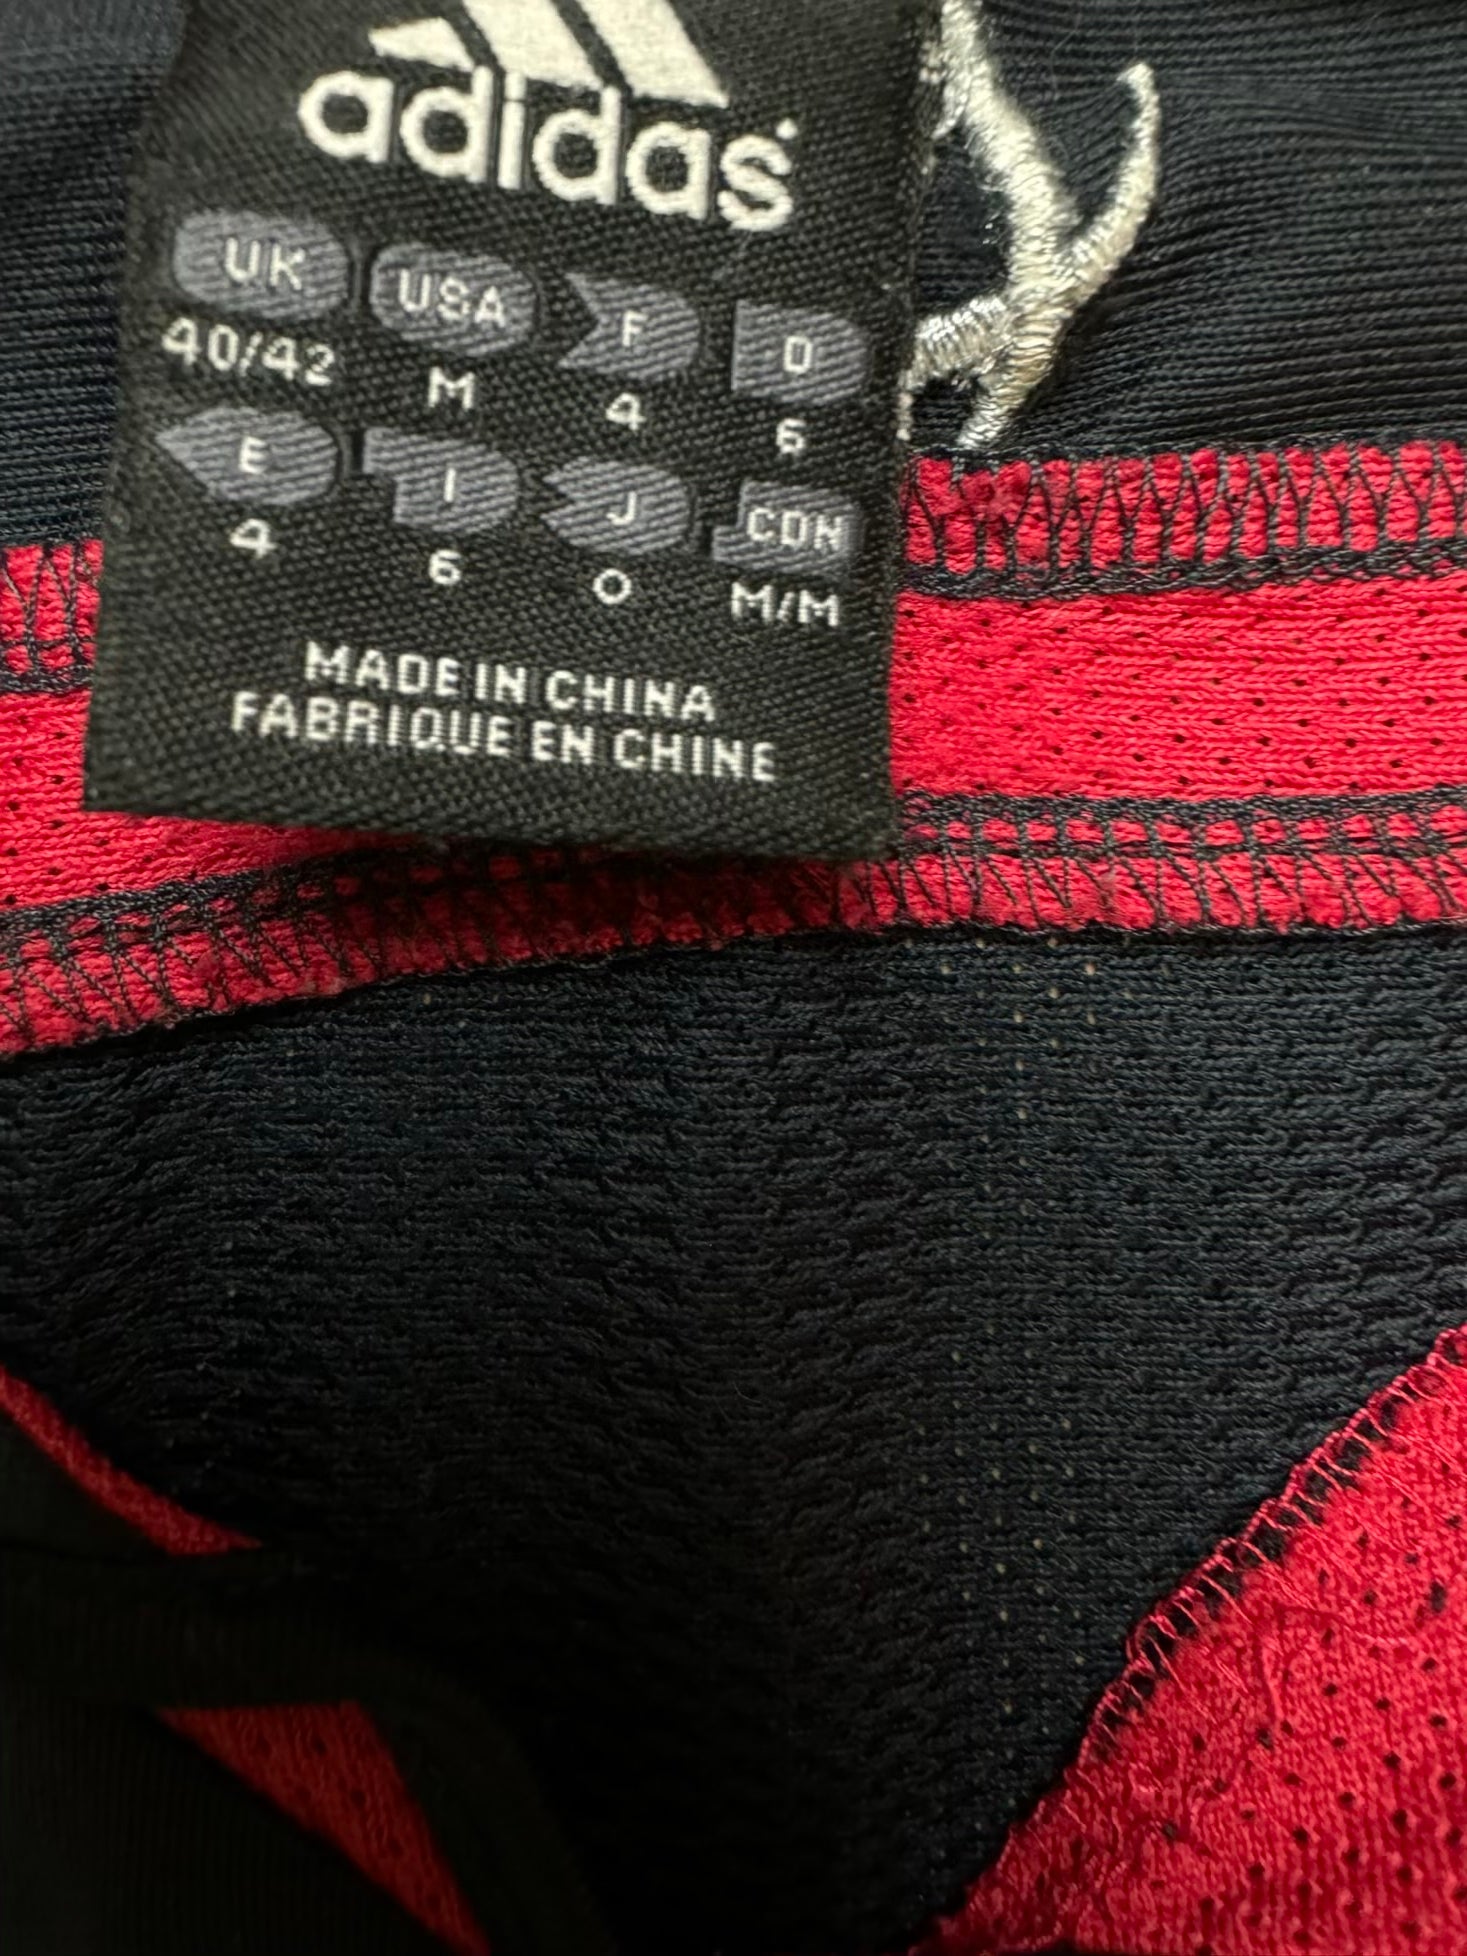 adidas
UK USA F D
40/42 M 4 6
E I J CDN
4 6 O M/M
MADE IN CHINA
FABRIQUE EN CHINE